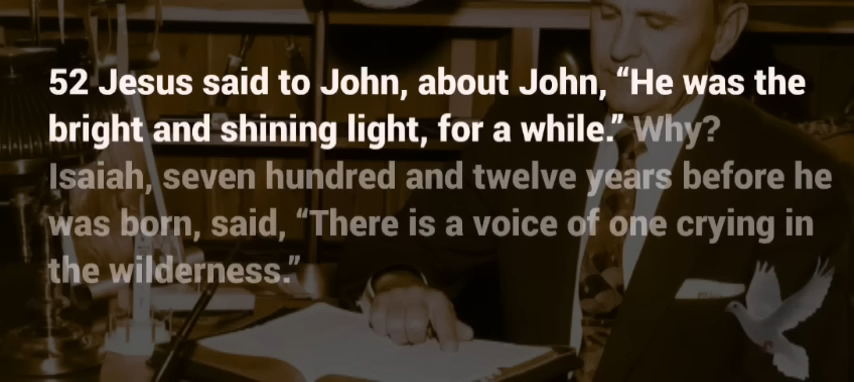 52 Jesus said to John, about John, “He was the
bright and shining light, for a while.” Why?
Isaiah, seven hundred and twelve years before he
was born, said, “There is a voice of one crying in
the wilderness.”